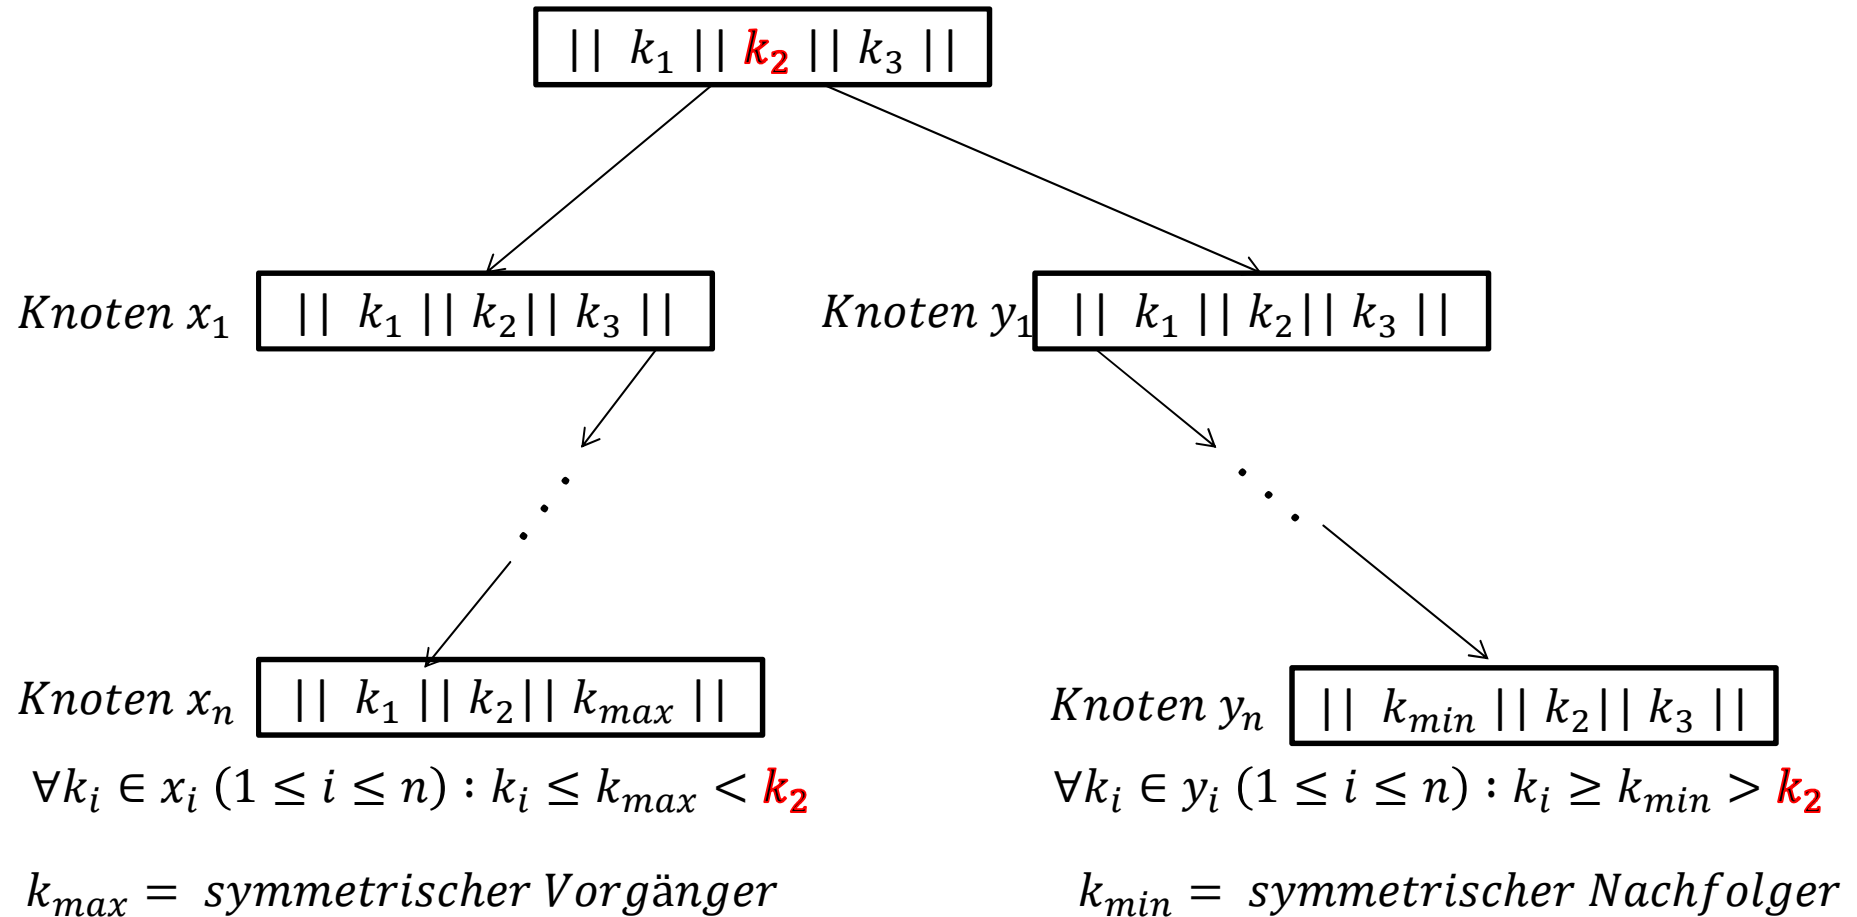 || k₁ || k₂ || k₃ ||
Knoten x₁ || k₁ || k₂ || k₃ ||
Knoten y₁ || k₁ || k₂ || k₃ ||
Knoten xₙ || k₁ || k₂ || kₘₐₓ ||
Knoten yₙ || kₘᵢₙ || k₂ || k₃ ||
∀kᵢ ∈ xᵢ (1 ≤ i ≤ n) : kᵢ ≤ kₘₐₓ < k₂
∀kᵢ ∈ yᵢ (1 ≤ i ≤ n) : kᵢ ≥ kₘᵢₙ > k₂
kₘₐₓ = symmetrischer Vorgänger
kₘᵢₙ = symmetrischer Nachfolger